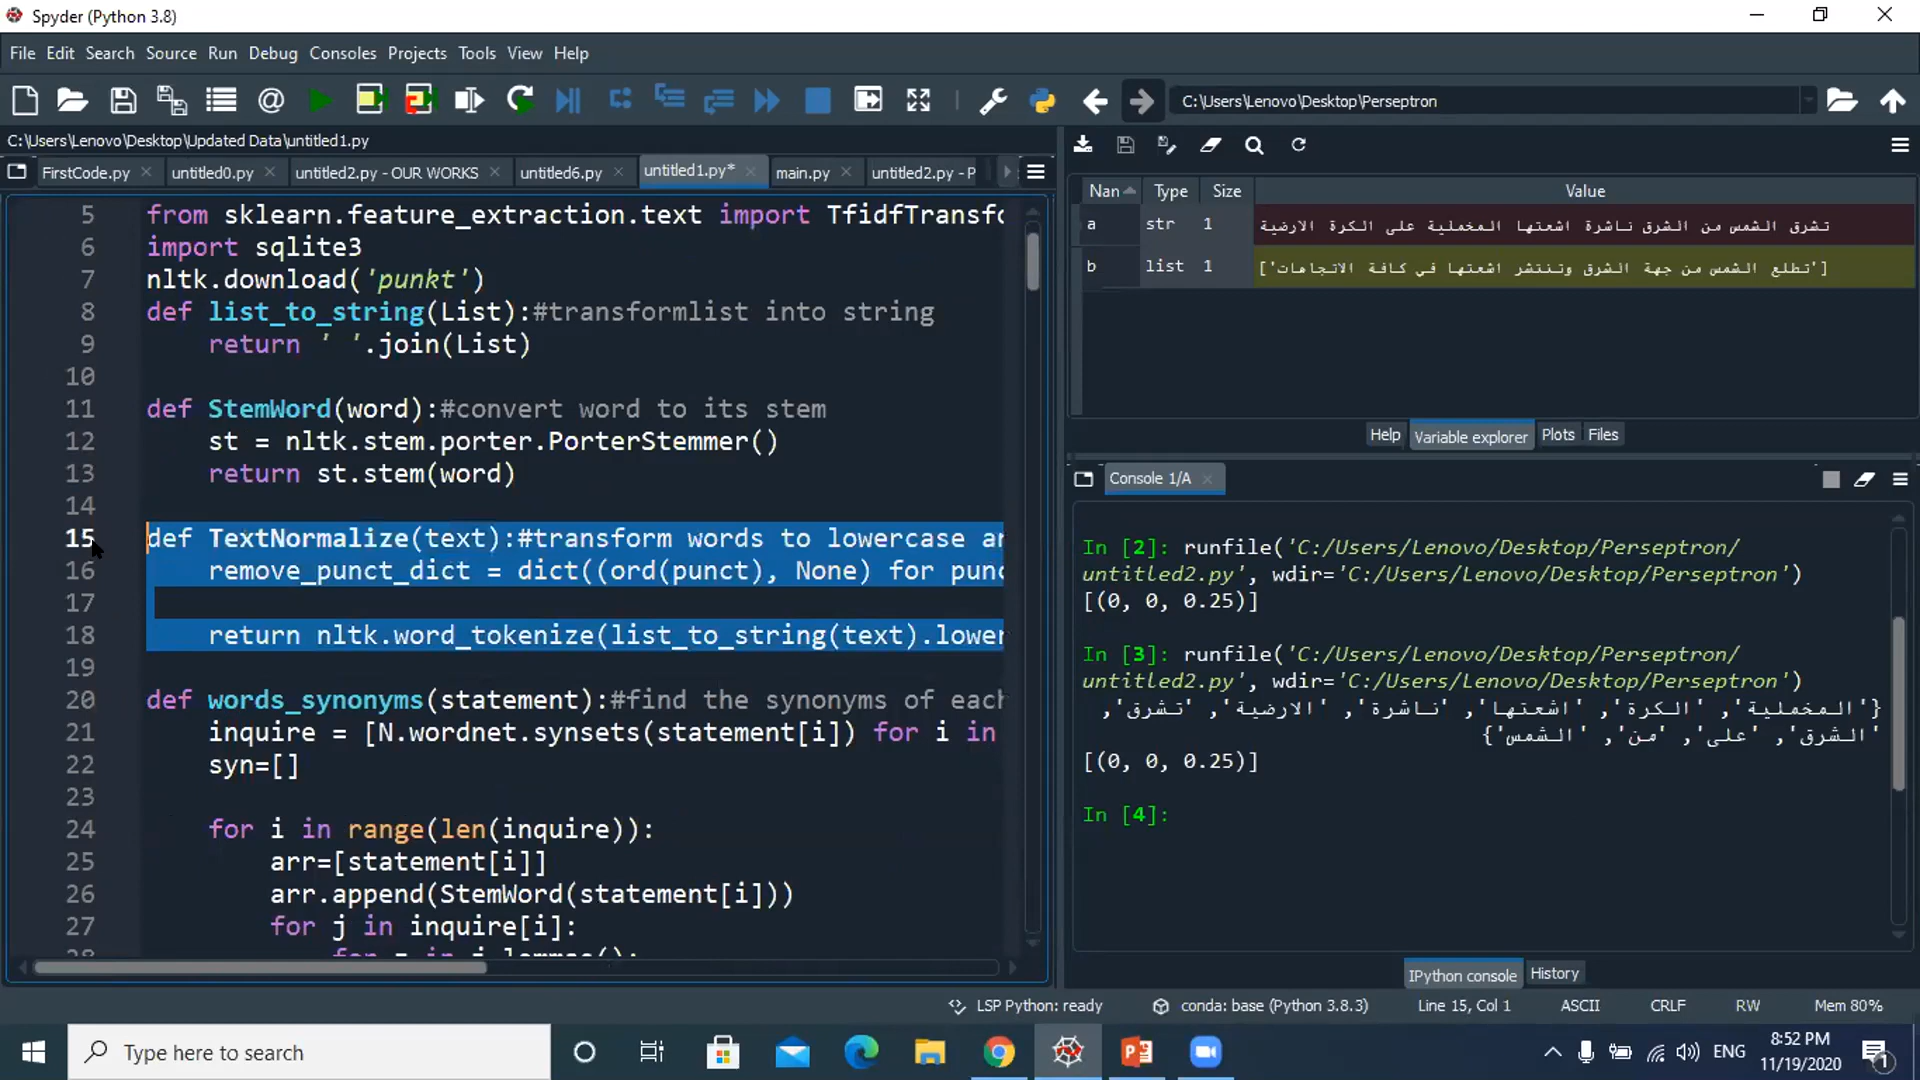 Spyder (Python 3.8)
File Edit Search Source Run Debug Consoles Projects Tools View Help
C:\Users\Lenovo\Desktop\Perseptron
C:\Users\Lenovo\Desktop\Updated Data\untitled1.py
FirstCode.py untitled0.py untitled2.py - OUR WORKS untitled6.py untitled1.py* main.py untitled2.py - P
5 from sklearn.feature_extraction.text import TfidfTransfo
6 import sqlite3
7 nltk.download('punkt')
8 def list_to_string(List):#transformlist into string
9 return ' '.join(List)
10
11 def StemWord(word):#convert word to its stem
12 st = nltk.stem.porter.PorterStemmer()
13 return st.stem(word)
14
15 def TextNormalize(text):#transform words to lowercase an
16 remove_punct_dict = dict((ord(punct), None) for punc
17
18 return nltk.word_tokenize(list_to_string(text).lower
19
20 def words_synonyms(statement):#find the synonyms of each
21 inquire = [N.wordnet.synsets(statement[i]) for i in
22 syn=[]
23
24 for i in range(len(inquire)):
25 arr=[statement[i]]
26 arr.append(StemWord(statement[i]))
27 for j in inquire[i]:
Nan Type Size Value
a str 1 تشرق الشمس من الشرق ناشرة اشعتها المخملية على الكرة الارضية
b list 1 ['تطلع الشمس من جهة الشرق وتنتشر اشعتها في كافة الاتجاهات']
Help Variable explorer Plots Files
Console 1/A
In [2]: runfile('C:/Users/Lenovo/Desktop/Perseptron/
untitled2.py', wdir='C:/Users/Lenovo/Desktop/Perseptron')
[(0, 0, 0.25)]
In [3]: runfile('C:/Users/Lenovo/Desktop/Perseptron/
untitled2.py', wdir='C:/Users/Lenovo/Desktop/Perseptron')
{'المخملية', 'الكرة', 'اشعتها', 'ناشرة', 'الارضية', 'تشرق',
'الشرق', 'على', 'من', 'الشمس'}
[(0, 0, 0.25)]
In [4]:
IPython console History
LSP Python: ready conda: base (Python 3.8.3) Line 15, Col 1 ASCII CRLF RW Mem 80%
Type here to search
ENG
8:52 PM
11/19/2020
1